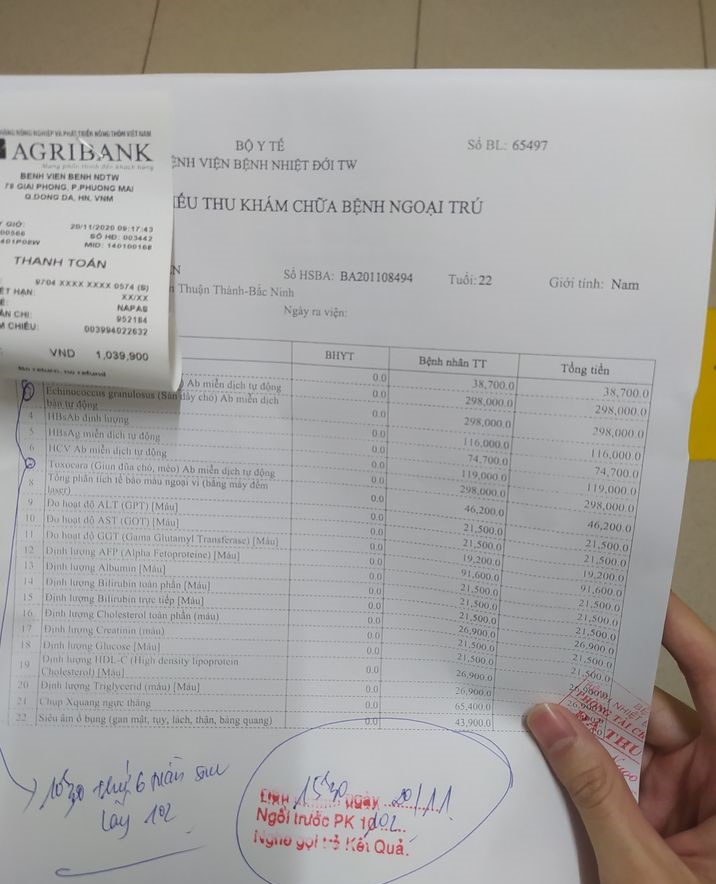 NGÂN HÀNG NÔNG NGHIỆP VÀ PHÁT TRIỂN NÔNG THÔN VIỆT NAM
AGRIBANK
Mang phồn thịnh đến khách hàng
BENH VIEN BENH NDTW
78 GIAI PHONG, P.PHUONG MAI
Q.DONG DA, HN, VNM
GIỜ: 20/11/2020 09:17:43
00566 SỐ HĐ: 003442
401P08W MID: 140100168
THANH TOÁN
9704 XXXX XXXX 0574 (S)
ẾT HẠN: XX/XX
NAPAS
ẨN CHI: 952184
M CHIẾU: 003994022632
VND 1,039,900
No return, no refund
BỘ Y TẾ
ỆNH VIỆN BỆNH NHIỆT ĐỚI TW
Số BL: 65497
IẾU THU KHÁM CHỮA BỆNH NGOẠI TRÚ
Số HSBA: BA201108494 Tuổi: 22 Giới tính: Nam
Thuận Thành-Bắc Ninh
Ngày ra viện:
BHYT Bệnh nhân TT Tổng tiền
0.0 38,700.0 38,700.0
Ab miễn dịch tự động 0.0 298,000.0 298,000.0
Echinococcus granulosus (Sán dây chó) Ab miễn dịch
bán tự động 0.0 298,000.0 298,000.0
4 HBsAb định lượng 0.0 116,000.0 116,000.0
5 HBsAg miễn dịch tự động 0.0 74,700.0 74,700.0
6 HCV Ab miễn dịch tự động 0.0 119,000.0 119,000.0
Toxocara (Giun đũa chó, mèo) Ab miễn dịch tự động 0.0 298,000.0 298,000.0
8 Tổng phân tích tế bào máu ngoại vi (bằng máy đếm
laser) 0.0 46,200.0 46,200.0
9 Đo hoạt độ ALT (GPT) [Máu] 0.0 21,500.0 21,500.0
10 Đo hoạt độ AST (GOT) [Máu] 0.0 21,500.0 21,500.0
11 Đo hoạt độ GGT (Gama Glutamyl Transferase) [Máu] 0.0 19,200.0 19,200.0
12 Định lượng AFP (Alpha Fetoproteine) [Máu] 0.0 91,600.0 91,600.0
13 Định lượng Albumin [Máu] 0.0 21,500.0 21,500.0
14 Định lượng Bilirubin toàn phần [Máu] 0.0 21,500.0 21,500.0
15 Định lượng Bilirubin trực tiếp [Máu] 0.0 21,500.0 21,500.0
16 Định lượng Cholesterol toàn phần (máu) 0.0 26,900.0 26,900.0
17 Định lượng Creatinin (máu) 0.0 21,500.0 21,500.0
18 Định lượng Glucose [Máu] 0.0 21,500.0 21,500.0
19 Định lượng HDL-C (High density lipoprotein
Cholesterol) [Máu] 0.0 26,900.0 26,900.0
20 Định lượng Triglycerid (máu) [Máu] 0.0 26,900.0
21 Chụp Xquang ngực thẳng 0.0 65,400.0
22 Siêu âm ổ bụng (gan mật, tụy, lách, thận, bàng quang) 0.0 43,900.0
PHÒNG TÀI
ĐÃ THU
10h30 thứ 6 tuần sau
Lấy 102
15h30 ngày 20/11
Ngồi trước PK 102
Nghe gọi trả Kết Quả.